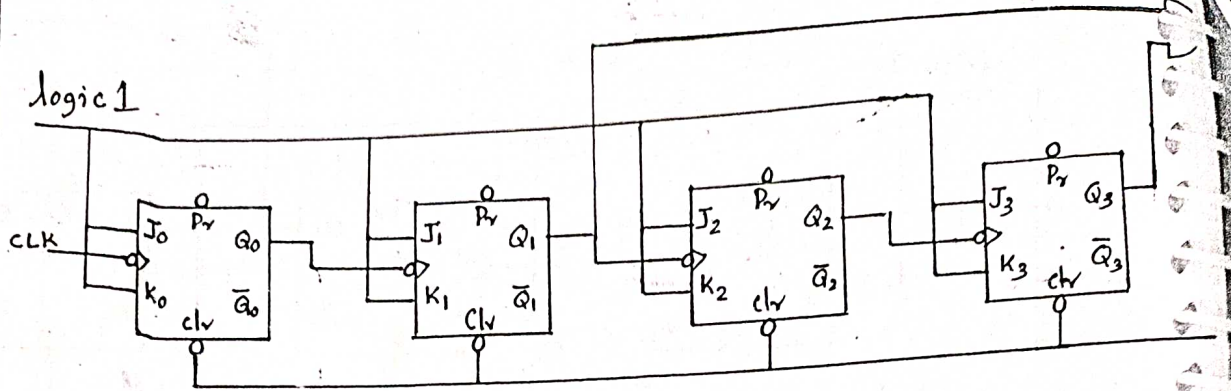 logic 1
CLK
J0 Pr Q0
K0 Clr Q̅0
J1 Pr Q1
K1 Clr Q̅1
J2 Pr Q2
K2 clr Q̅2
J3 Pr Q3
K3 clr Q̅3